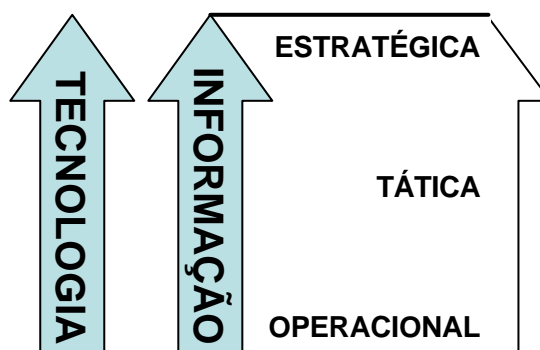 TECNOLOGIA
INFORMAÇÃO
ESTRATÉGICA
TÁTICA
OPERACIONAL